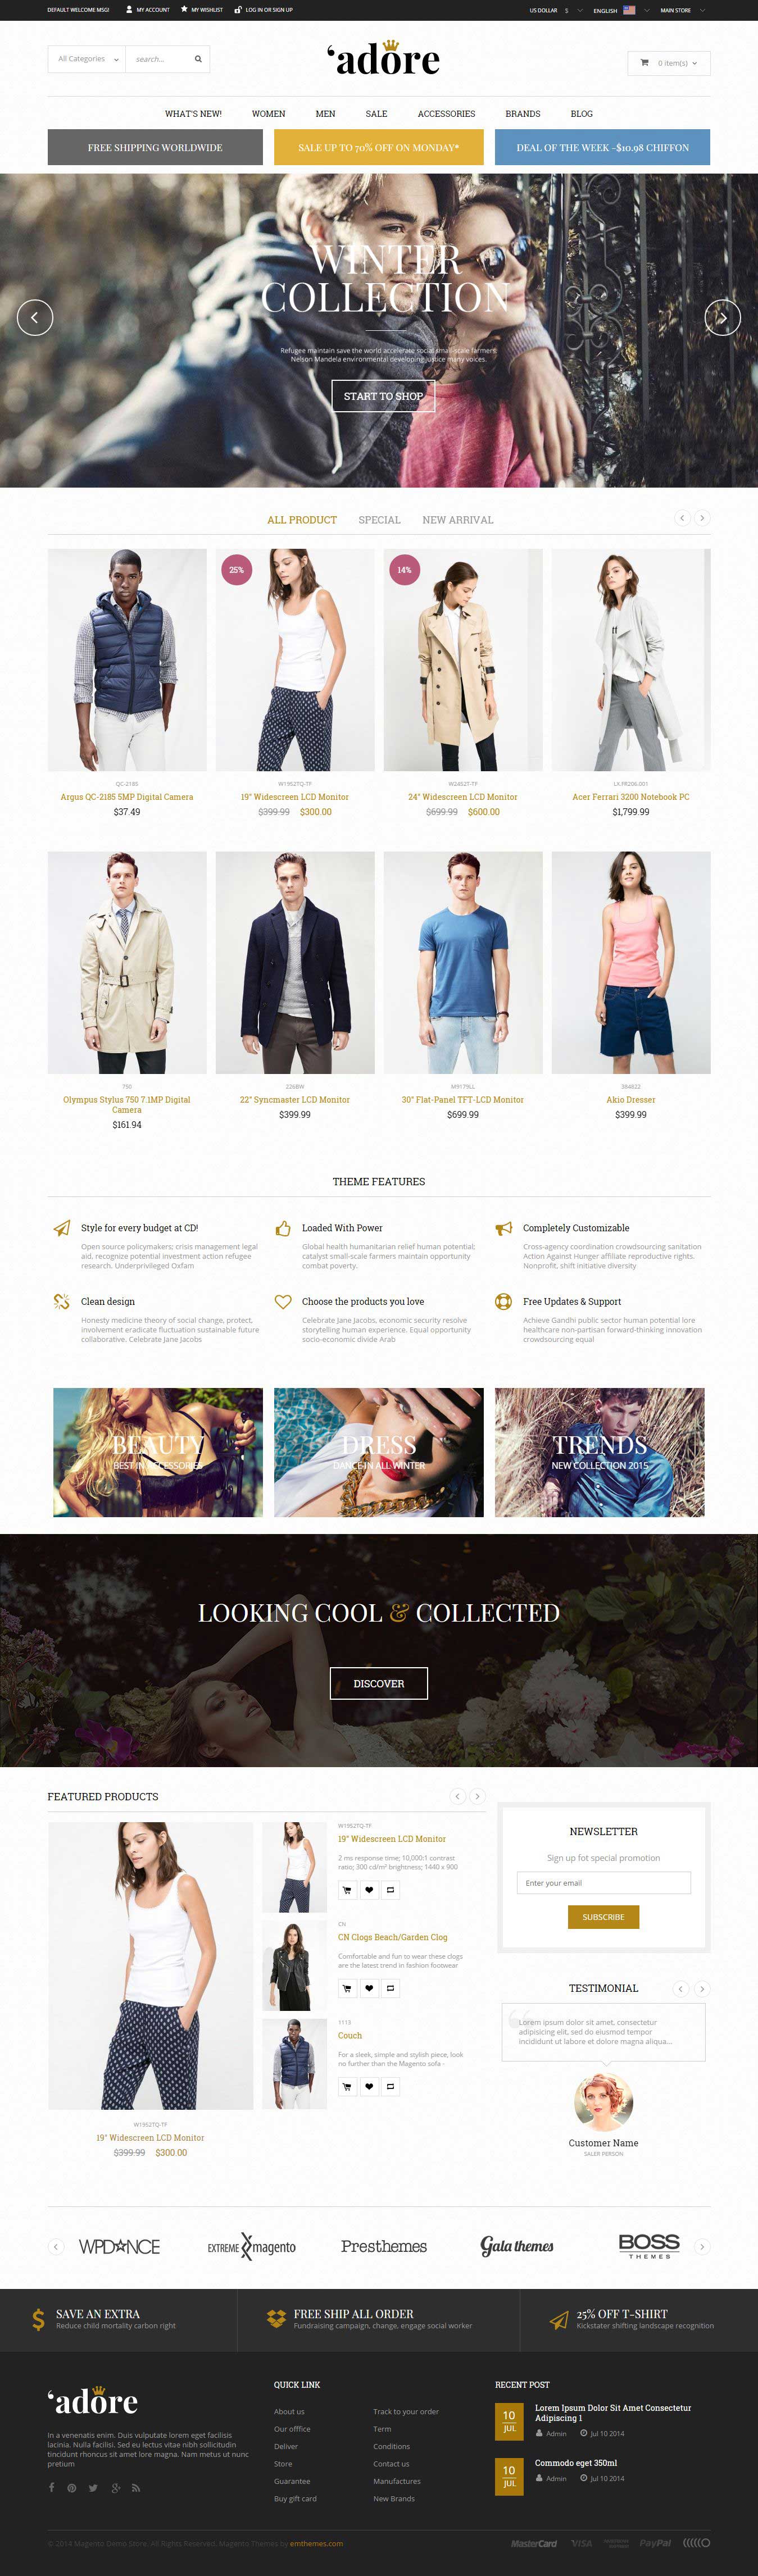 DEFAULT WELCOME MSG! MY ACCOUNT MY WISHLIST LOG IN OR SIGN UP US DOLLAR $ ENGLISH MAIN STORE
All Categories search... 'adore 0 item(s)
WHAT'S NEW! WOMEN MEN SALE ACCESSORIES BRANDS BLOG
FREE SHIPPING WORLDWIDE SALE UP TO 70% OFF ON MONDAY* DEAL OF THE WEEK -$10.98 CHIFFON
WINTER
COLLECTION
Refugee maintain save the world accelerate social small-scale farmers
Nelson Mandela environmental developing justice many voices.
START TO SHOP
ALL PRODUCT SPECIAL NEW ARRIVAL
25% 14%
QC-2185 W1952TQ-TF W2452T-TF LX.FR206.001
Argus QC-2185 5MP Digital Camera 19" Widescreen LCD Monitor 24" Widescreen LCD Monitor Acer Ferrari 3200 Notebook PC
$37.49 $399.99 $300.00 $699.99 $600.00 $1,799.99
750 226BW M9179LL 384822
Olympus Stylus 750 7.1MP Digital 22" Syncmaster LCD Monitor 30" Flat-Panel TFT-LCD Monitor Akio Dresser
Camera $399.99 $699.99 $399.99
$161.94
THEME FEATURES
Style for every budget at CD!
Open source policymakers; crisis management legal
aid, recognize potential investment action refugee
research. Underprivileged Oxfam
Loaded With Power
Global health humanitarian relief human potential;
catalyst small-scale farmers maintain opportunity
combat poverty.
Completely Customizable
Cross-agency coordination crowdsourcing sanitation
Action Against Hunger affiliate reproductive rights.
Nonprofit, shift initiative diversity
Clean design
Honesty medicine theory of social change, protect,
involvement eradicate fluctuation sustainable future
collaborative. Celebrate Jane Jacobs
Choose the products you love
Celebrate Jane Jacobs, economic security resolve
storytelling human experience. Equal opportunity
socio-economic divide Arab
Free Updates & Support
Achieve Gandhi public sector human potential lore
healthcare non-partisan forward-thinking innovation
crowdsourcing equal
BEAUTY
BEST IN ACCESSORIES
DRESS
DANCE IN ALL WINTER
TRENDS
NEW COLLECTION 2015
LOOKING COOL & COLLECTED
DISCOVER
FEATURED PRODUCTS
W1952TQ-TF
19" Widescreen LCD Monitor
$399.99 $300.00
W1952TQ-TF
19" Widescreen LCD Monitor
2 ms response time; 10,000:1 contrast
ratio; 300 cd/m² brightness; 1440 x 900
CN
CN Clogs Beach/Garden Clog
Comfortable and fun to wear these clogs
are the latest trend in fashion footwear
1113
Couch
For a sleek, simple and stylish piece, look
no further than the Magento sofa -
NEWSLETTER
Sign up fot special promotion
Enter your email
SUBSCRIBE
TESTIMONIAL
Lorem ipsum dolor sit amet, consectetur
adipisicing elit, sed do eiusmod tempor
incididunt ut labore et dolore magna aliqua...
Customer Name
SALER PERSON
WPDANCE EXTREME magento Presthemes Gala themes BOSS
THEMES
SAVE AN EXTRA
Reduce child mortality carbon right
FREE SHIP ALL ORDER
Fundraising campaign, change, engage social worker
25% OFF T-SHIRT
Kickstater shifting landscape recognition
'adore
In a venenatis enim. Duis vulputate lorem eget facilisis
lacinia. Nulla facilisi. Sed eu lectus vitae nibh sollicitudin
tincidunt rhoncus sit amet lore magna. Nam metus ut nunc
pretium
QUICK LINK
About us
Our offfice
Deliver
Store
Guarantee
Buy gift card
Track to your order
Term
Conditions
Contact us
Manufactures
New Brands
RECENT POST
10
JUL
Lorem Ipsum Dolor Sit Amet Consectetur
Adipiscing 1
Admin Jul 10 2014
10
JUL
Commodo eget 350ml
Admin Jul 10 2014
© 2014 Magento Demo Store. All Rights Reserved. Magento Themes by emthemes.com
MasterCard VISA PayPal